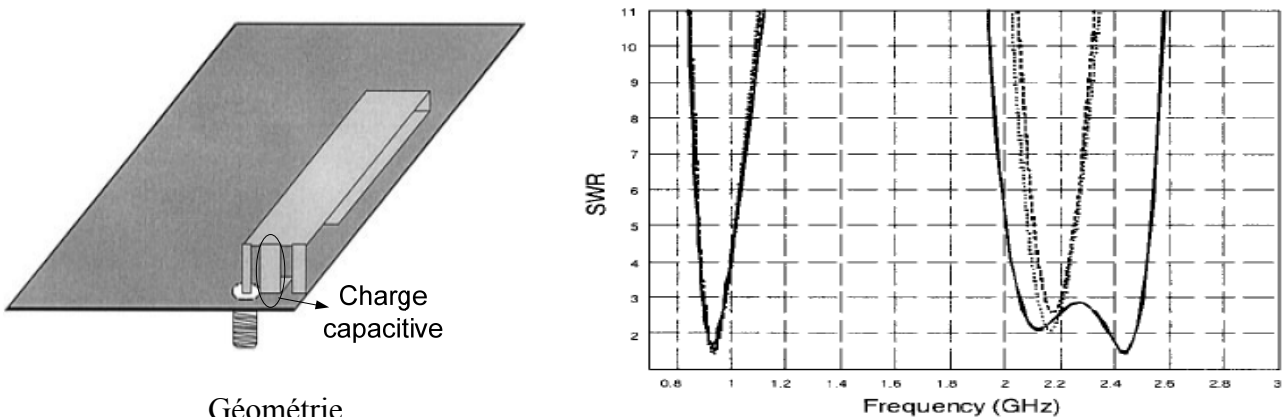 Charge
capacitive
Géométrie
SWR
11
10
9
8
7
6
5
4
3
2
0.8 1 1.2 1.4 1.6 1.8 2 2.2 2.4 2.6 2.8 3
Frequency (GHz)